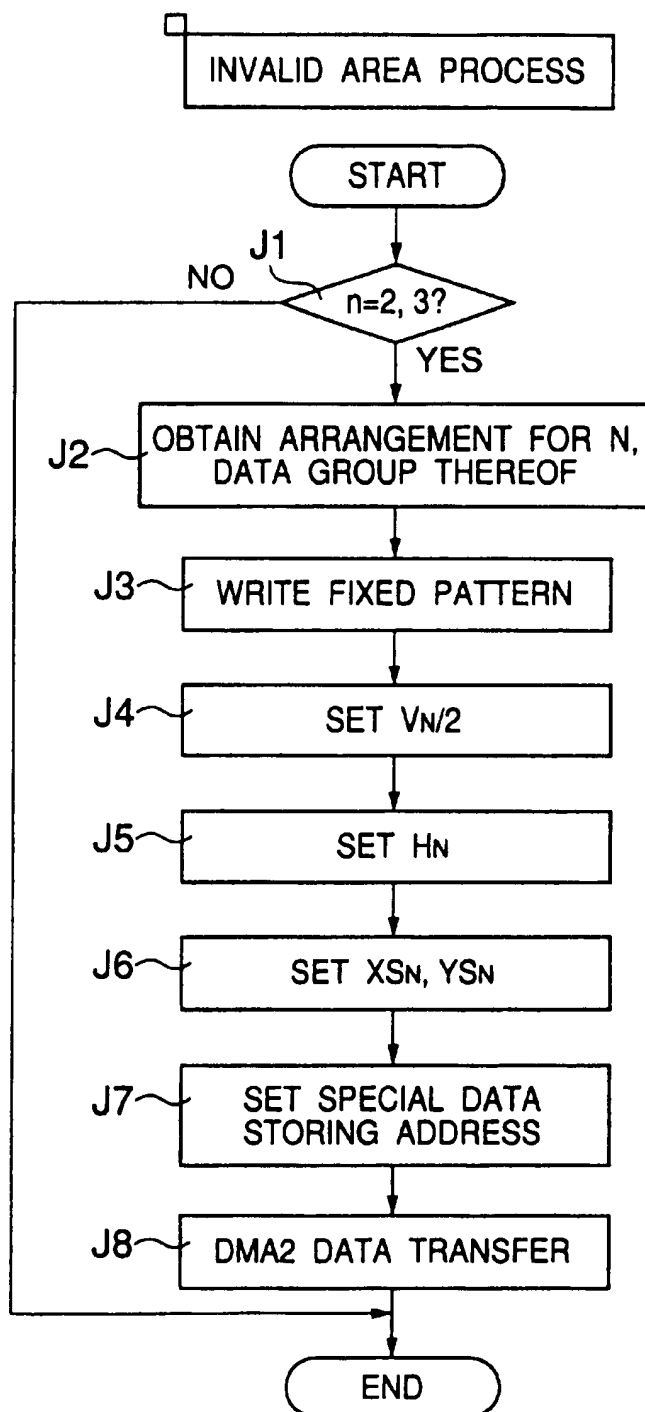 INVALID AREA PROCESS
START
J1
NO
n=2, 3?
YES
J2
OBTAIN ARRANGEMENT FOR N,
DATA GROUP THEREOF
J3
WRITE FIXED PATTERN
J4
SET VN/2
J5
SET HN
J6
SET XSN, YSN
J7
SET SPECIAL DATA
STORING ADDRESS
J8
DMA2 DATA TRANSFER
END